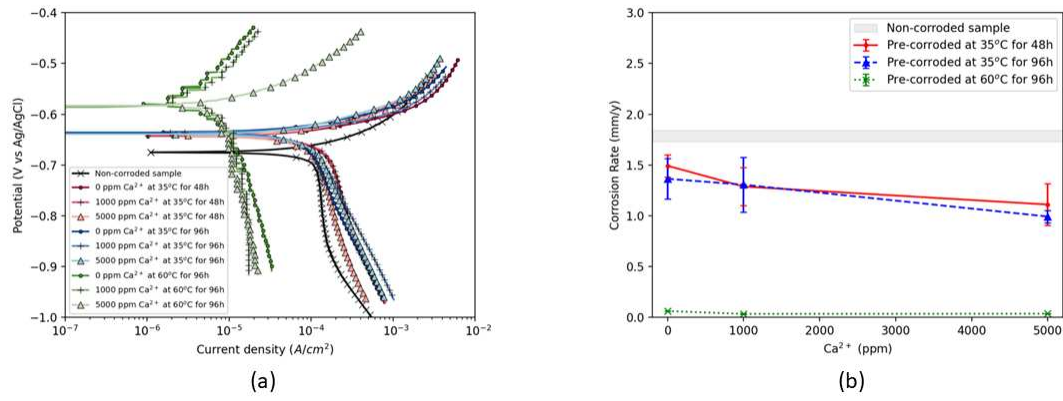 −0.4
−0.5
−0.6
−0.7
−0.8
−0.9
−1.0
Potential (V vs Ag/AgCl)
Non-corroded sample
0 ppm Ca²⁺ at 35°C for 48h
1000 ppm Ca²⁺ at 35°C for 48h
5000 ppm Ca²⁺ at 35°C for 48h
0 ppm Ca²⁺ at 35°C for 96h
1000 ppm Ca²⁺ at 35°C for 96h
5000 ppm Ca²⁺ at 35°C for 96h
0 ppm Ca²⁺ at 60°C for 96h
1000 ppm Ca²⁺ at 60°C for 96h
5000 ppm Ca²⁺ at 60°C for 96h
10⁻⁷ 10⁻⁶ 10⁻⁵ 10⁻⁴ 10⁻³ 10⁻²
Current density (A/cm²)
(a)
3.0
2.5
2.0
1.5
1.0
0.5
0.0
Corrosion Rate (mm/y)
Non-corroded sample
Pre-corroded at 35°C for 48h
Pre-corroded at 35°C for 96h
Pre-corroded at 60°C for 96h
0 1000 2000 3000 4000 5000
Ca²⁺ (ppm)
(b)